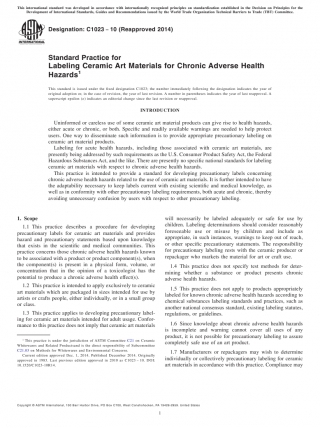 This international standard was developed in accordance with internationally recognized principles on standardization established in the Decision on Principles for the
Development of International Standards, Guides and Recommendations issued by the World Trade Organization Technical Barriers to Trade (TBT) Committee.
ASTM
INTERNATIONAL
Designation: C1023 − 10 (Reapproved 2014)
Standard Practice for
Labeling Ceramic Art Materials for Chronic Adverse Health
Hazards¹
This standard is issued under the fixed designation C1023; the number immediately following the designation indicates the year of
original adoption or, in the case of revision, the year of last revision. A number in parentheses indicates the year of last reapproval. A
superscript epsilon (ε) indicates an editorial change since the last revision or reapproval.
INTRODUCTION
Uninformed or careless use of some ceramic art material products can give rise to health hazards,
either acute or chronic, or both. Specific and readily available warnings are needed to help protect
users. One way to disseminate such information is to provide appropriate precautionary labeling on
ceramic art material products.
Labeling for acute health hazards, including those associated with ceramic art materials, are
presently being addressed by such requirements as the U.S. Consumer Product Safety Act, the Federal
Hazardous Substances Act, and the like. There are presently no specific national standards for labeling
ceramic art materials with respect to chronic adverse health hazards.
This practice is intended to provide a standard for developing precautionary labels concerning
chronic adverse health hazards related to the use of ceramic art materials. It is further intended to have
the adaptability necessary to keep labels current with existing scientific and medical knowledge, as
well as in conformity with other precautionary labeling requirements, both acute and chronic, thereby
avoiding unnecessary confusion by users with respect to other precautionary labeling.
1. Scope
1.1 This practice describes a procedure for developing
precautionary labels for ceramic art materials and provides
hazard and precautionary statements based upon knowledge
that exists in the scientific and medical communities. This
practice concerns those chronic adverse health hazards known
to be associated with a product or product component(s), when
the component(s) is present in a physical form, volume, or
concentration that in the opinion of a toxicologist has the
potential to produce a chronic adverse health effect(s).
1.2 This practice is intended to apply exclusively to ceramic
art materials which are packaged in sizes intended for use by
artists or crafts people, either individually, or in a small group
or class.
1.3 This practice applies to developing precautionary label-
ing for ceramic art materials intended for adult usage. Confor-
mance to this practice does not imply that ceramic art materials
¹ This practice is under the jurisdiction of ASTM Committee C21 on Ceramic
Whitewares and Related Productsand is the direct responsibility of Subcommittee
C21.03 on Methods for Whitewares and Environmental Concerns.
Current edition approved Dec. 1, 2014. Published December 2014. Originally
approved in 1983. Last previous edition approved in 2010 as C1023 – 10. DOI:
10.1520/C1023-10R14.
will necessarily be labeled adequately or safe for use by
children. Labeling determinations should consider reasonably
foreseeable use or misuse by children and include as
appropriate, in such instances, warnings to keep out of reach,
or other specific precautionary statements. The responsibility
for precautionary labeling rests with the ceramic producer or
repackager who markets the material for art or craft use.
1.4 This practice does not specify test methods for deter-
mining whether a substance or product presents chronic
adverse health hazards.
1.5 This practice does not apply to products appropriately
labeled for known chronic adverse health hazards according to
chemical substances labeling standards and practices, such as
another national consensus standard, existing labeling statutes,
regulations, or guidelines.
1.6 Since knowledge about chronic adverse health hazards
is incomplete and warning cannot cover all uses of any
product, it is not possible for precautionary labeling to assure
completely safe use of an art product.
1.7 Manufacturers or repackagers may wish to determine
individually or collectively precautionary labeling for ceramic
art materials in accordance with this practice. Compliance may
Copyright © ASTM International, 100 Barr Harbor Drive, PO Box C700, West Conshohocken, PA 19428-2959. United States
1